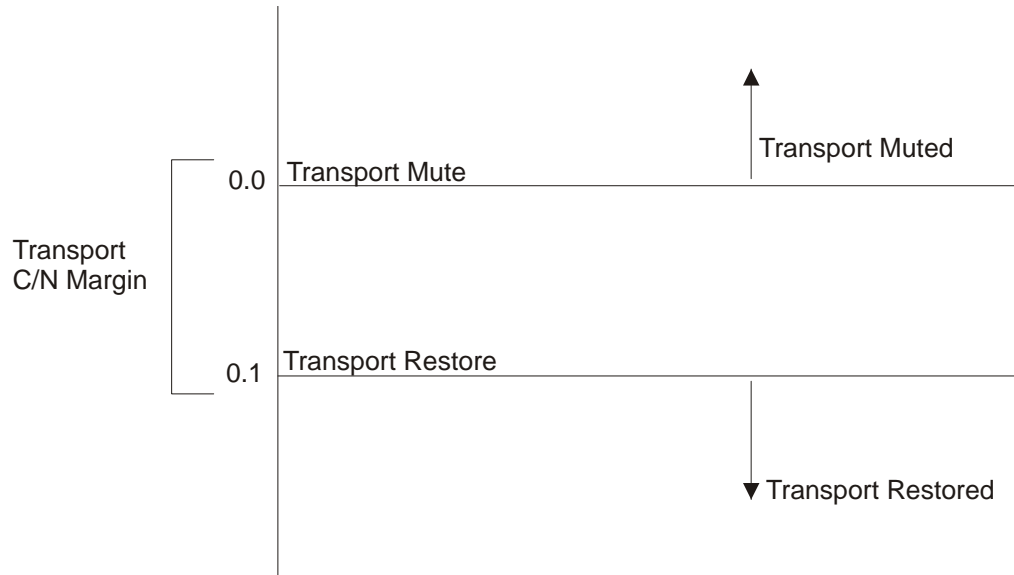 Transport Muted
0.0
Transport Mute
Transport
C/N Margin
0.1
Transport Restore
Transport Restored